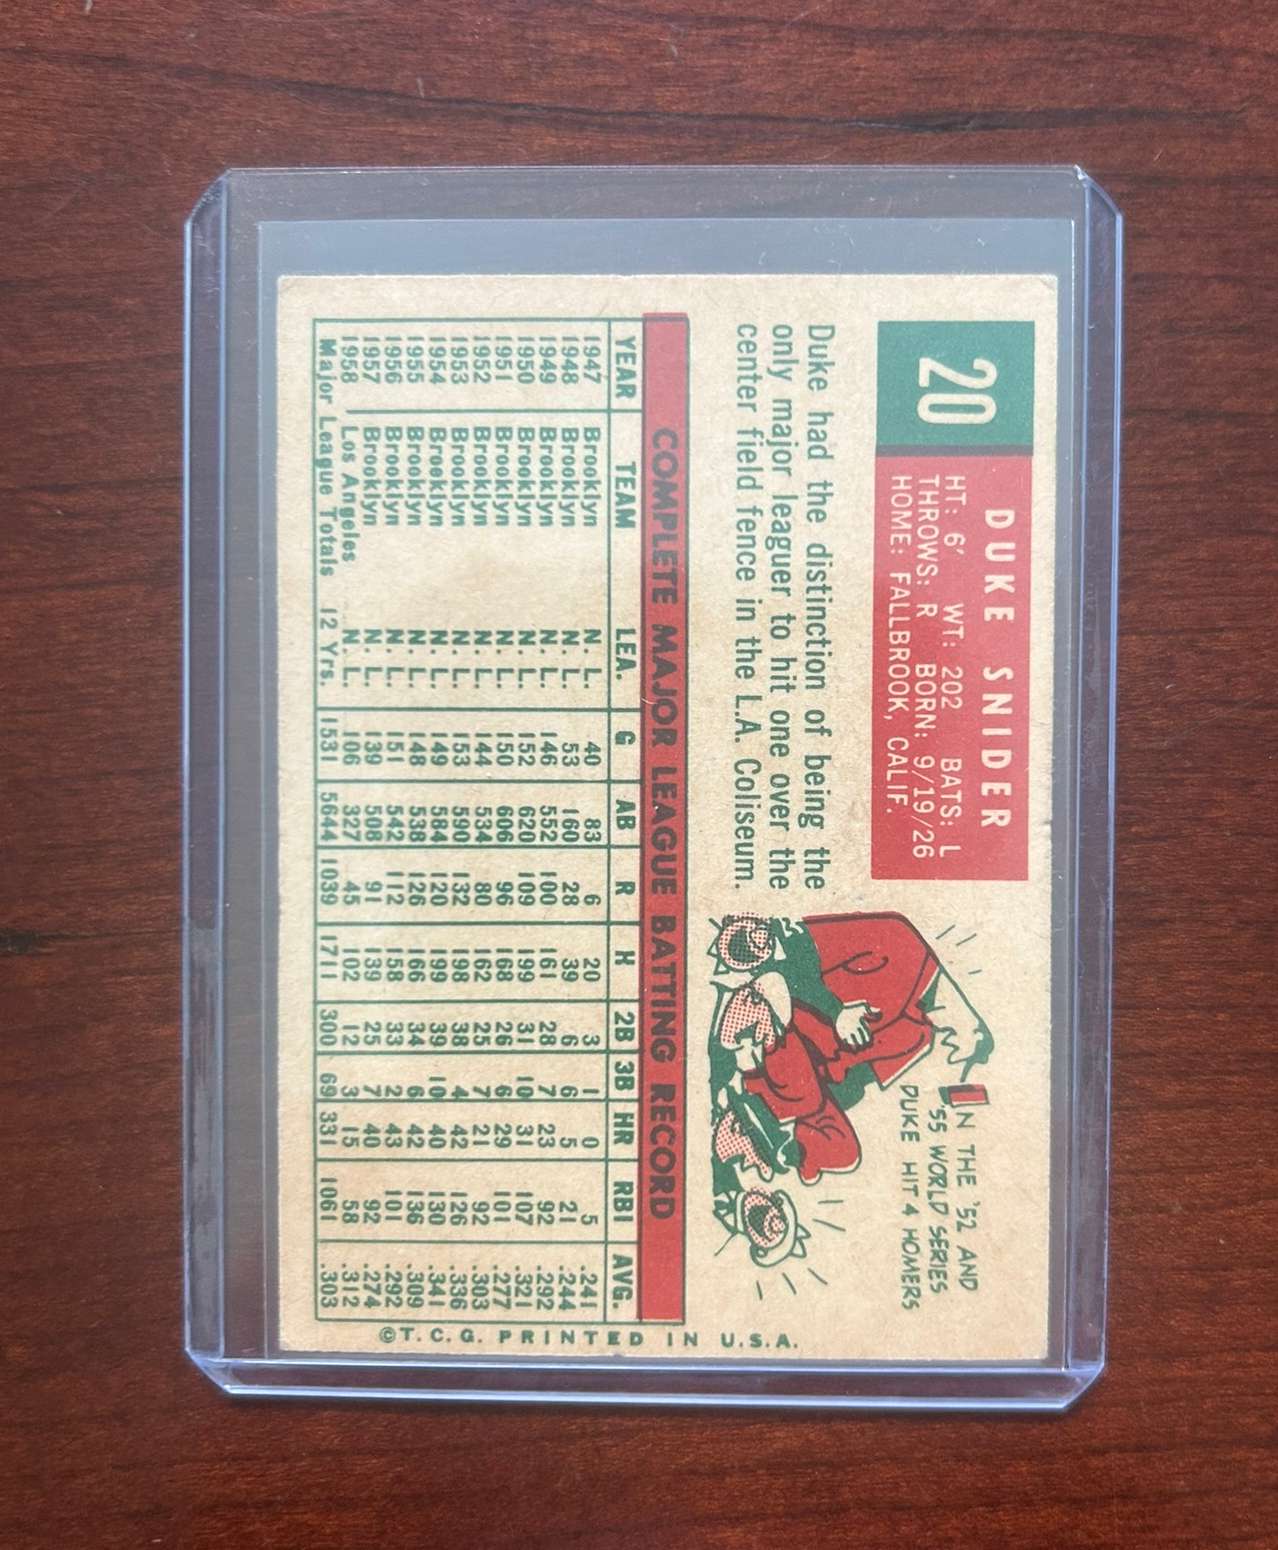 20
DUKE SNIDER
HT: 6' WT: 202 BATS: L
THROWS: R BORN: 9/19/26
HOME: FALLBROOK, CALIF.
IN THE '52 AND
'55 WORLD SERIES
DUKE HIT 4 HOMERS
Duke had the distinction of being the
only major leaguer to hit one over the
center field fence in the L.A. Coliseum.
COMPLETE MAJOR LEAGUE BATTING RECORD
YEAR TEAM LEA. G AB R H 2B 3B HR RBI AVG.
1947 Brooklyn N. L. 40 83 6 20 3 1 0 5 .241
1948 Brooklyn N. L. 53 160 28 39 6 6 5 21 .244
1949 Brooklyn N. L. 146 552 100 161 28 7 23 92 .292
1950 Brooklyn N. L. 152 620 109 199 31 10 31 107 .321
1951 Brooklyn N. L. 150 606 96 168 26 6 29 101 .277
1952 Brooklyn N. L. 144 534 80 162 25 7 21 92 .303
1953 Brooklyn N. L. 153 590 132 198 38 4 42 126 .336
1954 Brooklyn N. L. 149 584 120 199 39 10 40 130 .341
1955 Brooklyn N. L. 148 538 126 166 34 6 42 136 .309
1956 Brooklyn N. L. 151 542 112 158 33 2 43 101 .292
1957 Brooklyn N. L. 139 508 91 139 25 7 40 92 .274
1958 Los Angeles N. L. 106 327 45 102 12 3 15 58 .312
Major League Totals 12 Yrs. 1531 5644 1039 1711 300 69 331 1061 .303
©T. C. G. PRINTED IN U.S.A.